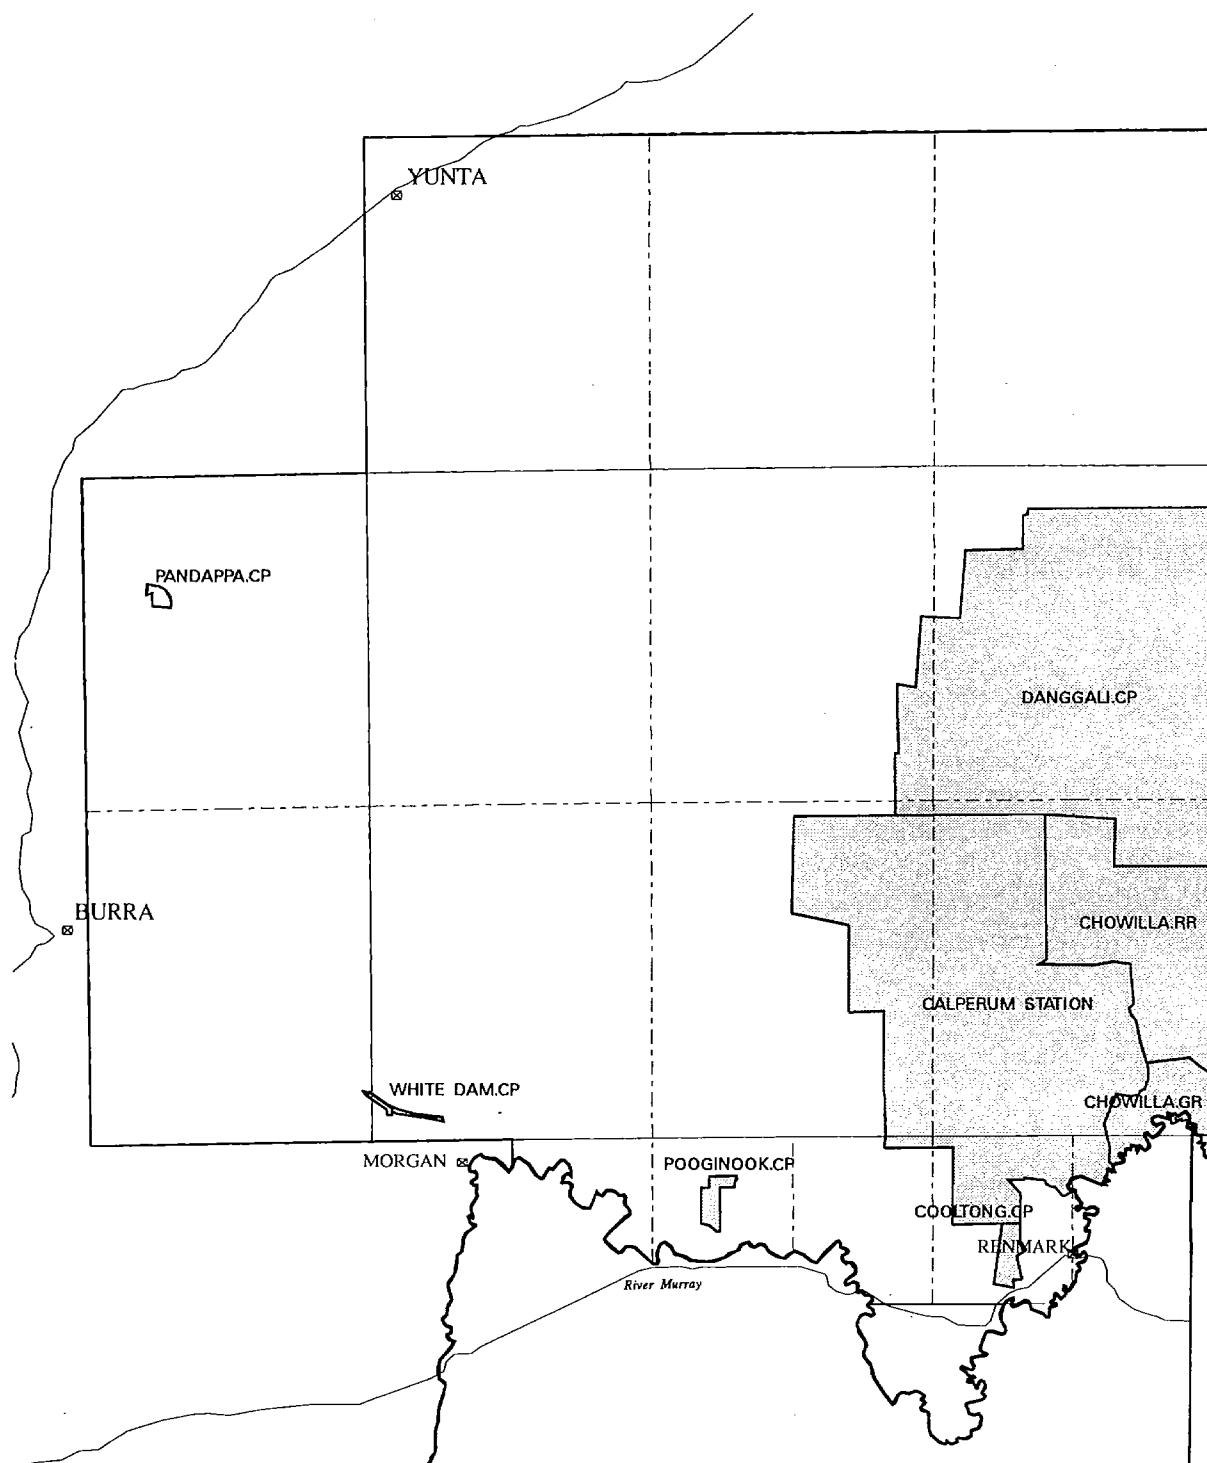 YUNTA
PANDAPPA.CP
DANGGALI.CP
BURRA
CHOWILLA.RR
CALPERUM STATION
WHITE DAM.CP
CHOWILLA.GR
MORGAN
POOGINOOK.CP
COOLTONG.CP
RENMARK
River Murray